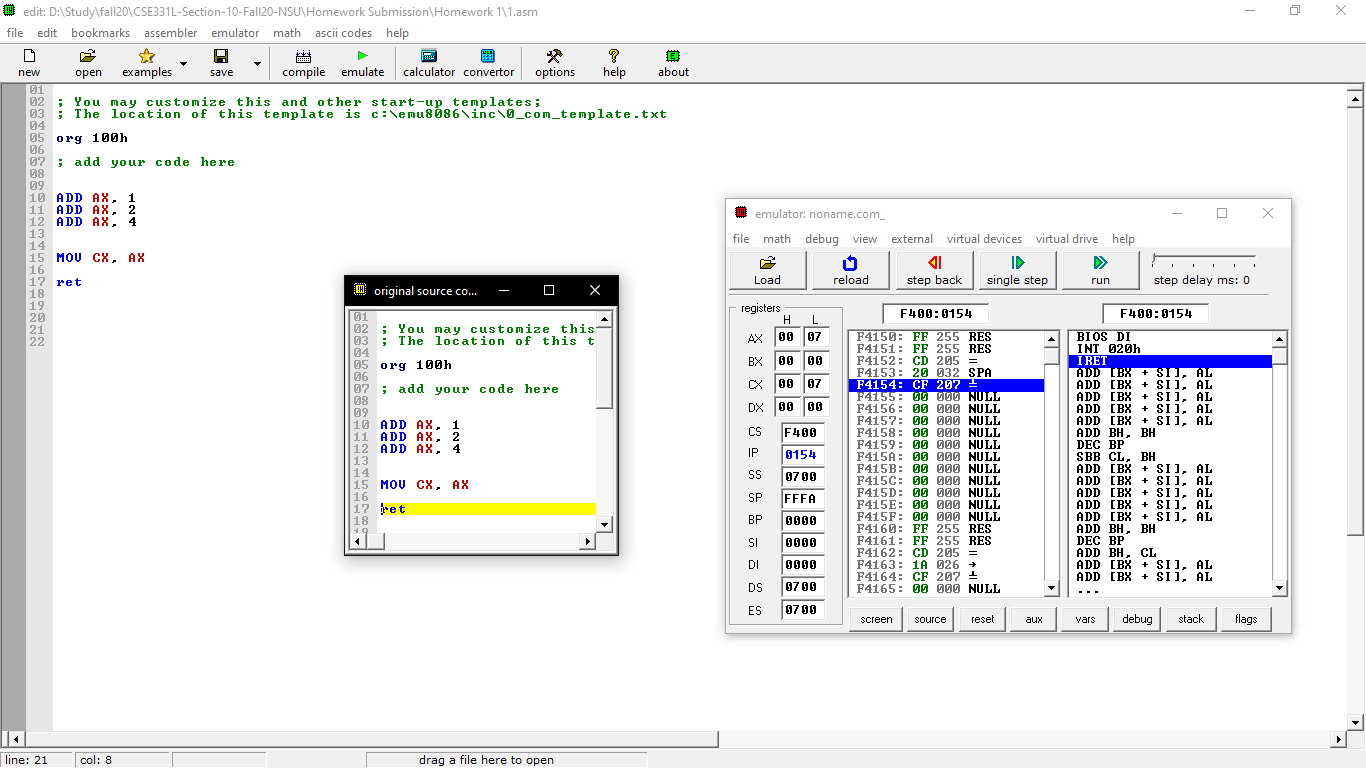 edit: D:\Study\fall20\CSE331L-Section-10-Fall20-NSU\Homework Submission\Homework 1\1.asm
file edit bookmarks assembler emulator math ascii codes help
new open examples save compile emulate calculator convertor options help about
01
02 ; You may customize this and other start-up templates;
03 ; The location of this template is c:\emu8086\inc\0_com_template.txt
04
05 org 100h
06
07 ; add your code here
08
09
10 ADD AX, 1
11 ADD AX, 2
12 ADD AX, 4
13
14
15 MOV CX, AX
16
17 ret
18
19
20
21
22
original source co...
01
02 ; You may customize this
03 ; The location of this t
04
05 org 100h
06
07 ; add your code here
08
09
10 ADD AX, 1
11 ADD AX, 2
12 ADD AX, 4
13
14
15 MOV CX, AX
16
17 ret
18
19
emulator: noname.com_
file math debug view external virtual devices virtual drive help
Load reload step back single step run step delay ms: 0
registers
H L
AX 00 07
BX 00 00
CX 00 07
DX 00 00
CS F400
IP 0154
SS 0700
SP FFFA
BP 0000
SI 0000
DI 0000
DS 0700
ES 0700
F400:0154
F4150: FF 255 RES
F4151: FF 255 RES
F4152: CD 205 =
F4153: 20 032 SPA
F4154: CF 207 ╧
F4155: 00 000 NULL
F4156: 00 000 NULL
F4157: 00 000 NULL
F4158: 00 000 NULL
F4159: 00 000 NULL
F415A: 00 000 NULL
F415B: 00 000 NULL
F415C: 00 000 NULL
F415D: 00 000 NULL
F415E: 00 000 NULL
F415F: 00 000 NULL
F4160: FF 255 RES
F4161: FF 255 RES
F4162: CD 205 =
F4163: 1A 026 →
F4164: CF 207 ╧
F4165: 00 000 NULL
F400:0154
BIOS DI
INT 020h
IRET
ADD [BX + SI], AL
ADD [BX + SI], AL
ADD [BX + SI], AL
ADD [BX + SI], AL
ADD [BX + SI], AL
ADD BH, BH
DEC BP
SBB CL, BH
ADD [BX + SI], AL
ADD [BX + SI], AL
ADD [BX + SI], AL
ADD [BX + SI], AL
ADD [BX + SI], AL
ADD BH, BH
DEC BP
ADD BH, CL
ADD [BX + SI], AL
ADD [BX + SI], AL
...
screen source reset aux vars debug stack flags
line: 21 col: 8 drag a file here to open